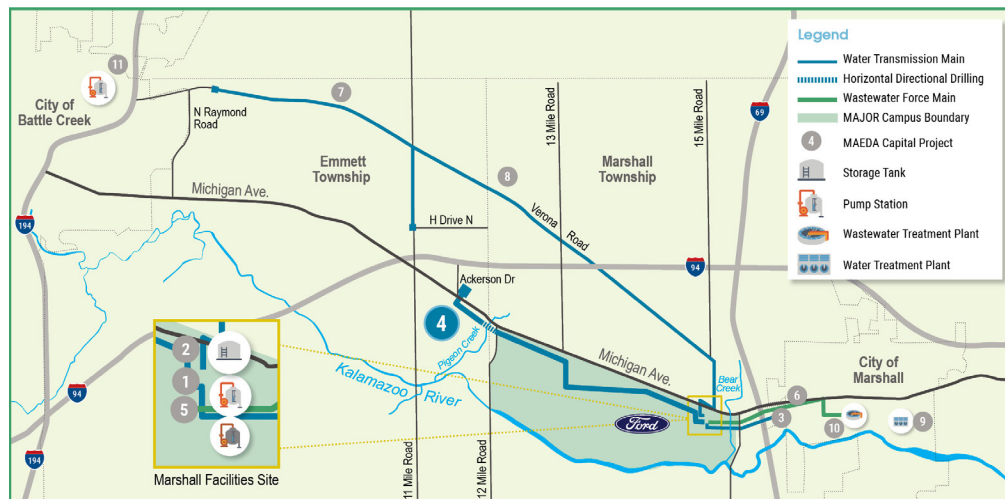 Legend
Water Transmission Main
Horizontal Directional Drilling
Wastewater Force Main
MAJOR Campus Boundary
4
MAEDA Capital Project
Storage Tank
Pump Station
Wastewater Treatment Plant
Water Treatment Plant
11
City of
Battle Creek
N Raymond
Road
7
Emmett
Township
8
13 Mile Road
Marshall
Township
15 Mile Road
69
Michigan Ave.
H Drive N
Verona
Road
194
94
Ackerson Dr
4
Pigeon Creek
Michigan Ave.
Bear
Creek
City of
Marshall
Kalamazoo
River
Ford
6
3
10
9
2
1
5
94
194
11 Mile Road
12 Mile Road
Marshall Facilities Site